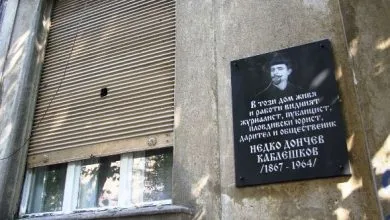 В този дом живя
и работи видният
журналист, публицист,
пловдивски юрист,
дарител и общественик
НЕДКО ДОНЧЕВ
КАБЛЕШКОВ
/1867 - 1964/